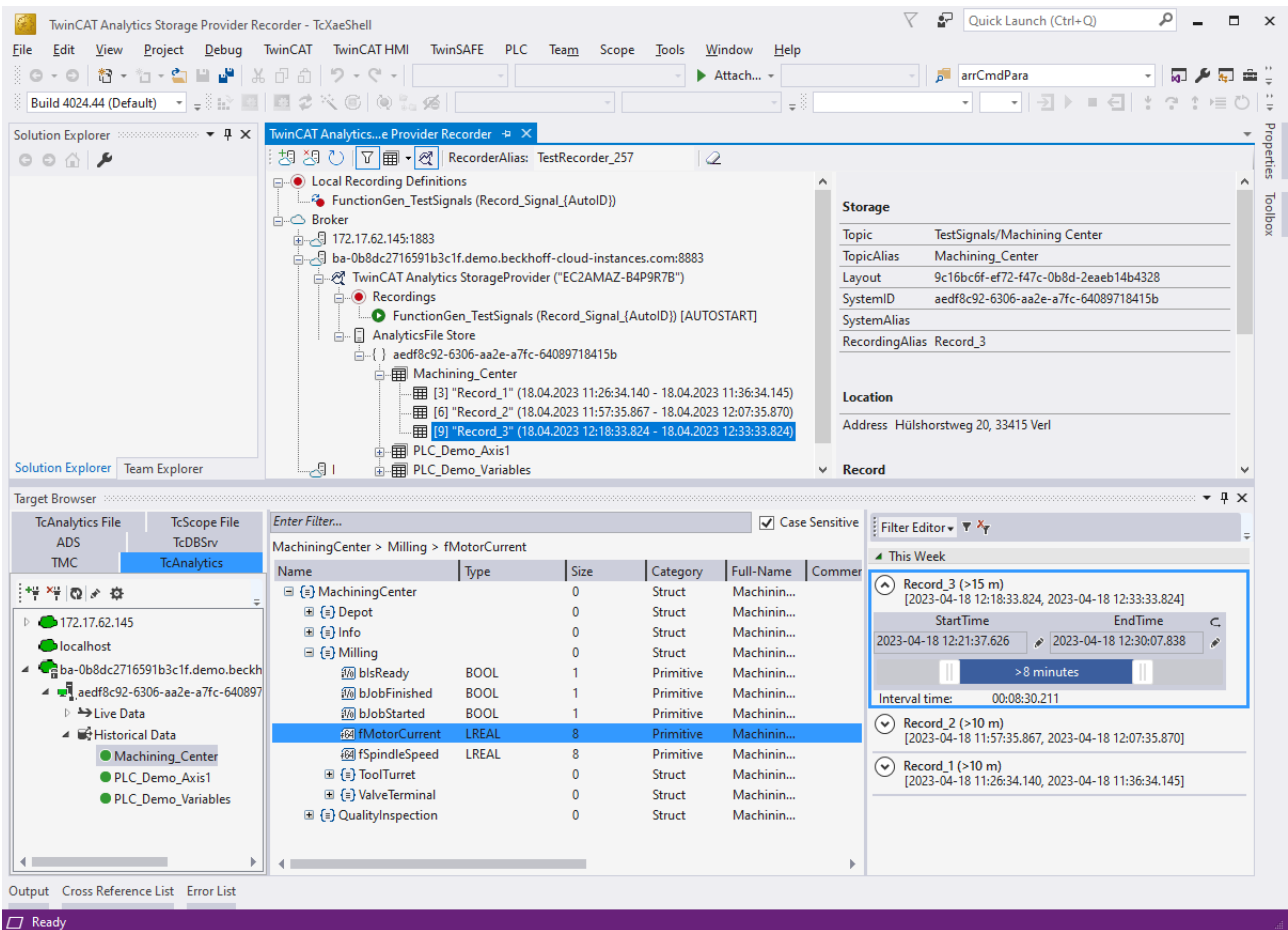 TwinCAT Analytics Storage Provider Recorder - TcXaeShell
Quick Launch (Ctrl+Q)
File Edit View Project Debug TwinCAT TwinCAT HMI TwinSAFE PLC Team Scope Tools Window Help
Attach... arrCmdPara
Build 4024.44 (Default)
Solution Explorer
TwinCAT Analytics...e Provider Recorder
RecorderAlias: TestRecorder_257
Local Recording Definitions
FunctionGen_TestSignals (Record_Signal_{AutoID})
Broker
172.17.62.145:1883
ba-0b8dc2716591b3c1f.demo.beckhoff-cloud-instances.com:8883
TwinCAT Analytics StorageProvider ("EC2AMAZ-B4P9R7B")
Recordings
FunctionGen_TestSignals (Record_Signal_{AutoID}) [AUTOSTART]
AnalyticsFile Store
aedf8c92-6306-aa2e-a7fc-64089718415b
Machining_Center
[3] "Record_1" (18.04.2023 11:26:34.140 - 18.04.2023 11:36:34.145)
[6] "Record_2" (18.04.2023 11:57:35.867 - 18.04.2023 12:07:35.870)
[9] "Record_3" (18.04.2023 12:18:33.824 - 18.04.2023 12:33:33.824)
PLC_Demo_Axis1
PLC_Demo_Variables
Storage
Topic TestSignals/Machining Center
TopicAlias Machining_Center
Layout 9c16bc6f-ef72-f47c-0b8d-2eaeb14b4328
SystemID aedf8c92-6306-aa2e-a7fc-64089718415b
SystemAlias
RecordingAlias Record_3
Location
Address Hülshorstweg 20, 33415 Verl
Record
Properties
Toolbox
Solution Explorer Team Explorer
Target Browser
TcAnalytics File TcScope File
ADS TcDBSrv
TMC TcAnalytics
172.17.62.145
localhost
ba-0b8dc2716591b3c1f.demo.beckh
aedf8c92-6306-aa2e-a7fc-640897
Live Data
Historical Data
Machining_Center
PLC_Demo_Axis1
PLC_Demo_Variables
Enter Filter... Case Sensitive
MachiningCenter > Milling > fMotorCurrent
Name Type Size Category Full-Name Commer
MachiningCenter 0 Struct Machinin...
Depot 0 Struct Machinin...
Info 0 Struct Machinin...
Milling 0 Struct Machinin...
bIsReady BOOL 1 Primitive Machinin...
bJobFinished BOOL 1 Primitive Machinin...
bJobStarted BOOL 1 Primitive Machinin...
fMotorCurrent LREAL 8 Primitive Machinin...
fSpindleSpeed LREAL 8 Primitive Machinin...
ToolTurret 0 Struct Machinin...
ValveTerminal 0 Struct Machinin...
QualityInspection 0 Struct Machinin...
Filter Editor
This Week
Record_3 (>15 m)
[2023-04-18 12:18:33.824, 2023-04-18 12:33:33.824]
StartTime EndTime
2023-04-18 12:21:37.626 2023-04-18 12:30:07.838
>8 minutes
Interval time: 00:08:30.211
Record_2 (>10 m)
[2023-04-18 11:57:35.867, 2023-04-18 12:07:35.870]
Record_1 (>10 m)
[2023-04-18 11:26:34.140, 2023-04-18 11:36:34.145]
Output Cross Reference List Error List
Ready